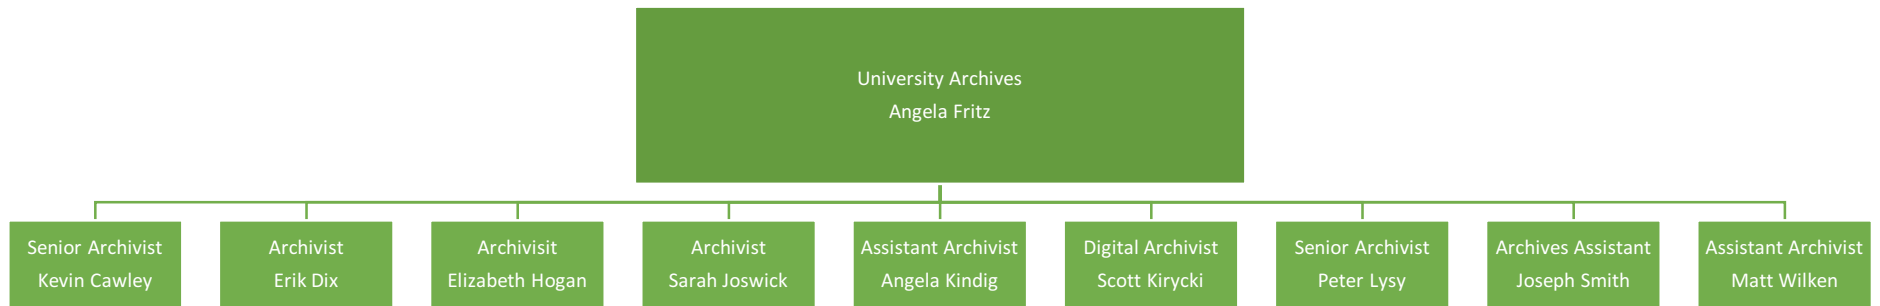 University Archives
Angela Fritz
Senior Archivist
Kevin Cawley
Archivist
Erik Dix
Archivisit
Elizabeth Hogan
Archivist
Sarah Joswick
Assistant Archivist
Angela Kindig
Digital Archivist
Scott Kirycki
Senior Archivist
Peter Lysy
Archives Assistant
Joseph Smith
Assistant Archivist
Matt Wilken